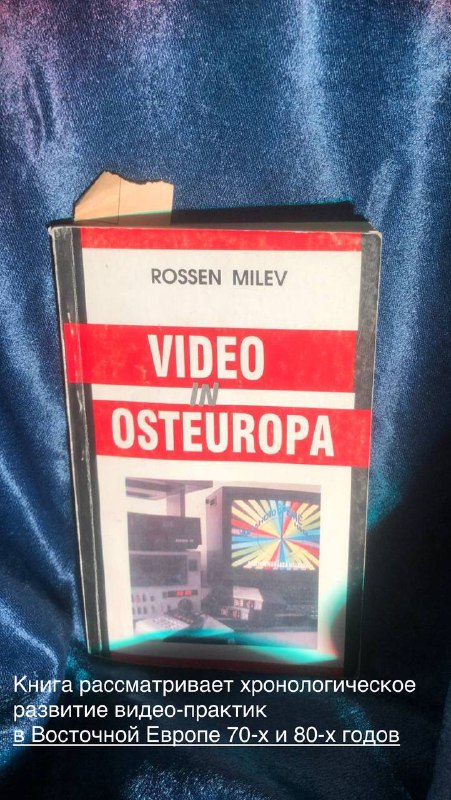 ROSSEN MILEV
VIDEO
IN
OSTEUROPA
Книга рассматривает хронологическое
развитие видео-практик
в Восточной Европе 70-х и 80-х годов